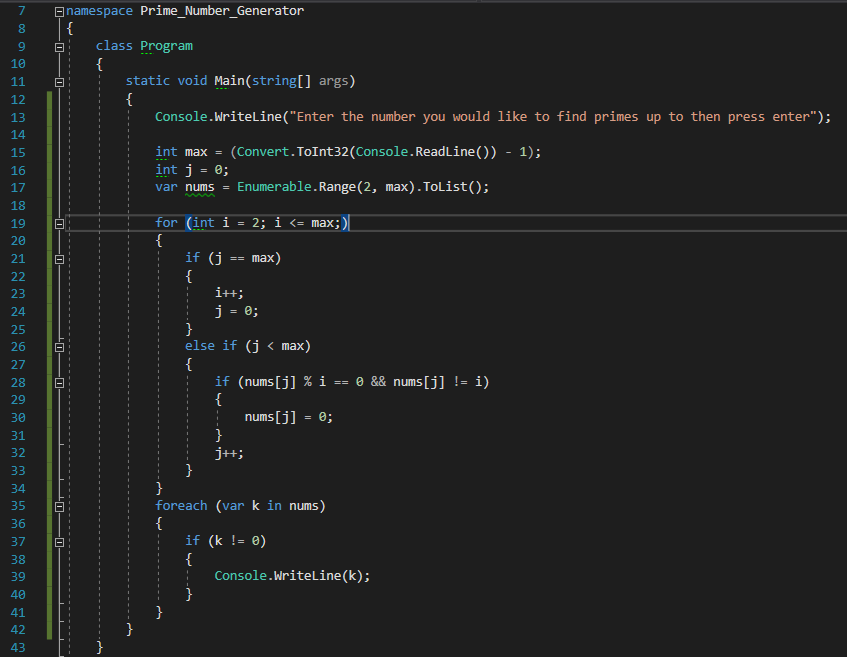 7 namespace Prime_Number_Generator
8 {
9     class Program
10     {
11         static void Main(string[] args)
12         {
13             Console.WriteLine("Enter the number you would like to find primes up to then press enter");
14
15             int max = (Convert.ToInt32(Console.ReadLine()) - 1);
16             int j = 0;
17             var nums = Enumerable.Range(2, max).ToList();
18
19             for (int i = 2; i <= max;)
20             {
21                 if (j == max)
22                 {
23                     i++;
24                     j = 0;
25                 }
26                 else if (j < max)
27                 {
28                     if (nums[j] % i == 0 && nums[j] != i)
29                     {
30                         nums[j] = 0;
31                     }
32                     j++;
33                 }
34             }
35             foreach (var k in nums)
36             {
37                 if (k != 0)
38                 {
39                     Console.WriteLine(k);
40                 }
41             }
42         }
43     }